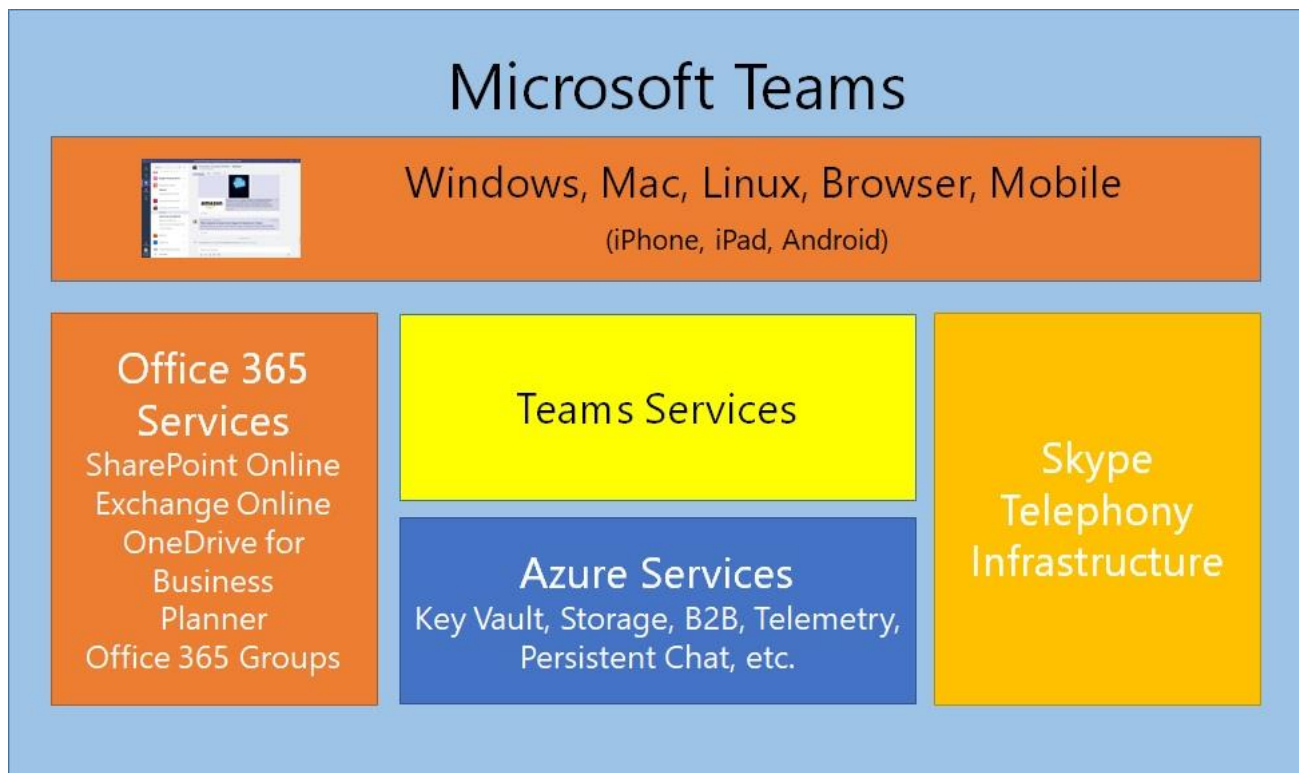 Microsoft Teams
amazon
Windows, Mac, Linux, Browser, Mobile
(iPhone, iPad, Android)
Office 365
Services
SharePoint Online
Exchange Online
OneDrive for
Business
Planner
Office 365 Groups
Teams Services
Azure Services
Key Vault, Storage, B2B, Telemetry,
Persistent Chat, etc.
Skype
Telephony
Infrastructure